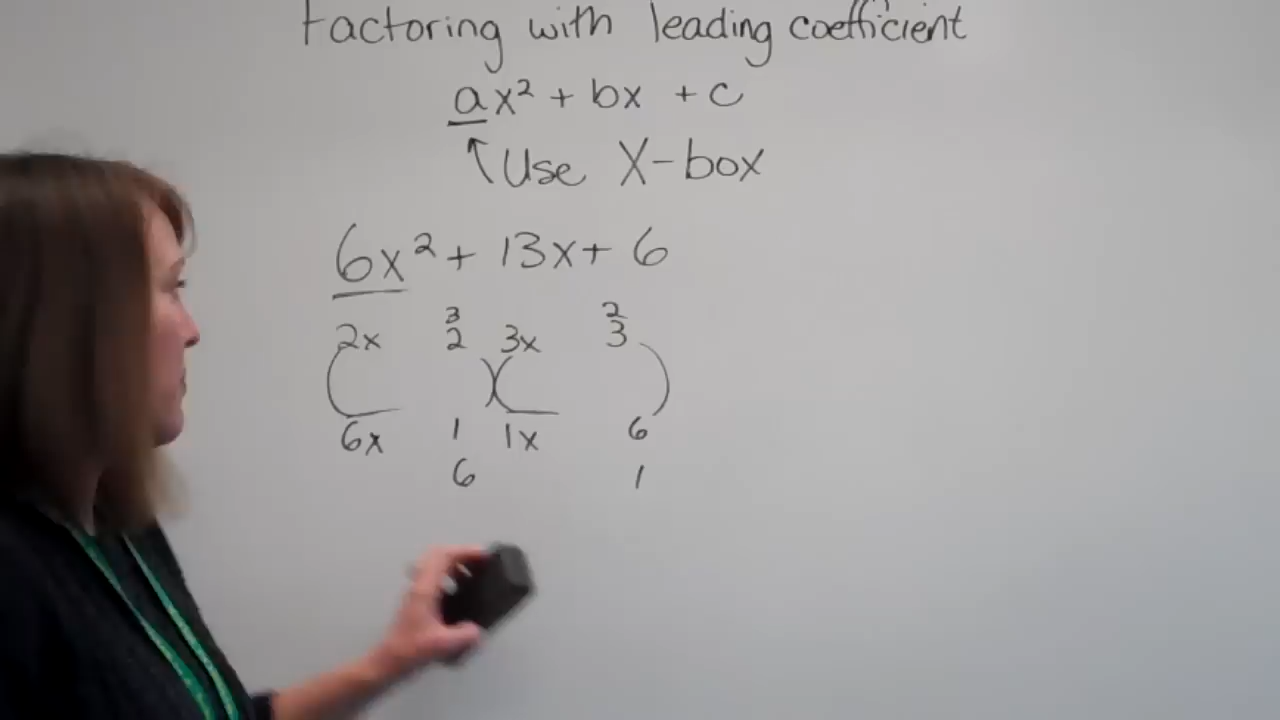 Factoring with leading coefficient
ax² + bx + c
↑ Use X-box
6x² + 13x + 6
3 2
2x 2 3x 3
( )( )
6x 1 1x 6
6 1